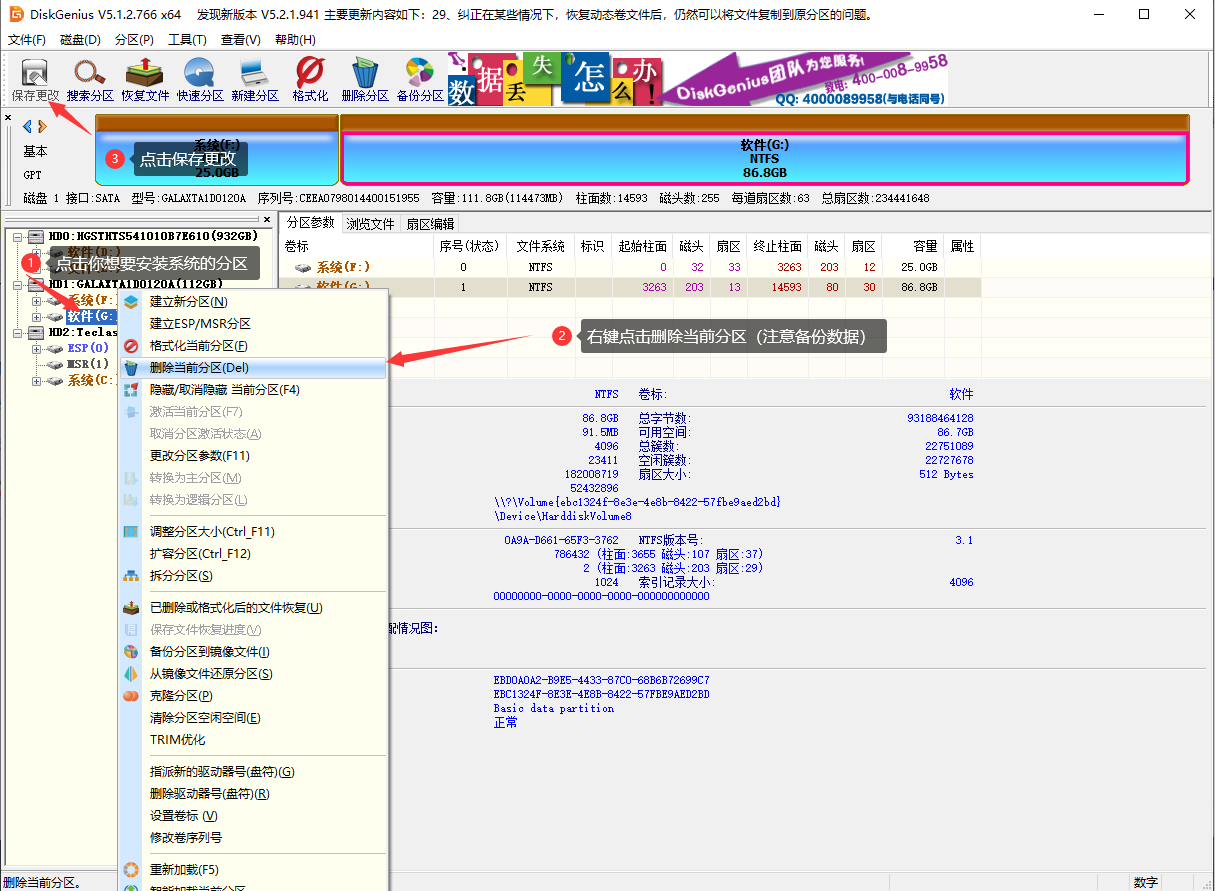 DiskGenius V5.1.2.766 x64 发现新版本 V5.2.1.941 主要更新内容如下：29、纠正在某些情况下，恢复动态卷文件后，仍然可以将文件复制到原分区的问题。
文件(F) 磁盘(D) 分区(P) 工具(T) 查看(V) 帮助(H)
保存更改 搜索分区 恢复文件 快速分区 新建分区 格式化 删除分区 备份分区
数据丢失怎么办!
DiskGenius团队为您服务!
致电: 400-008-9958
QQ: 4000089958(与电话同号)
基本
GPT
系统(F:)
25.0GB
3 点击保存更改
软件(G:)
NTFS
86.8GB
磁盘 1 接口:SATA 型号:GALAXTA1D0120A 序列号:CEEA0798014400151955 容量:111.8GB(114473MB) 柱面数:14593 磁头数:255 每道扇区数:63 总扇区数:234441648
HD0:HGSTHTS541010B7E610(932GB)
1 点击你想要安装系统的分区
HD1:GALAXTA1D0120A(112GB)
系统(F:
软件(G:
HD2:Teclas
ESP(0)
MSR(1)
系统(C:
分区参数 浏览文件 扇区编辑
卷标 序号(状态) 文件系统 标识 起始柱面 磁头 扇区 终止柱面 磁头 扇区 容量 属性
系统(F:) 0 NTFS 0 32 33 3263 203 12 25.0GB
软件(G:) 1 NTFS 3263 203 13 14593 80 30 86.8GB
建立新分区(N)
建立ESP/MSR分区
格式化当前分区(F)
删除当前分区(Del)
隐藏/取消隐藏 当前分区(F4)
激活当前分区(F7)
取消分区激活状态(A)
更改分区参数(F11)
转换为主分区(M)
转换为逻辑分区(L)
调整分区大小(Ctrl_F11)
扩容分区(Ctrl_F12)
拆分分区(S)
已删除或格式化后的文件恢复(U)
保存文件恢复进度(V)
备份分区到镜像文件(I)
从镜像文件还原分区(S)
克隆分区(P)
清除分区空闲空间(E)
TRIM优化
指派新的驱动器号(盘符)(G)
删除驱动器号(盘符)(R)
设置卷标 (V)
修改卷序列号
重新加载(F5)
智能加载当前分区
2 右键点击删除当前分区（注意备份数据）
NTFS 卷标: 软件
86.8GB 总字节数: 93188464128
91.5MB 可用空间: 86.7GB
4096 总簇数: 22751089
23411 空闲簇数: 22727678
182008719 扇区大小: 512 Bytes
52432896
\\?\Volume{ebc1324f-8e3e-4e8b-8422-57fbe9aed2bd}
\Device\HarddiskVolume8
0A9A-D661-65F3-3762 NTFS版本号: 3.1
786432 (柱面:3655 磁头:107 扇区:37)
2 (柱面:3263 磁头:203 扇区:29)
1024 索引记录大小: 4096
00000000-0000-0000-0000-000000000000
配情况图:
EBD0A0A2-B9E5-4433-87C0-68B6B72699C7
EBC1324F-8E3E-4E8B-8422-57FBE9AED2BD
Basic data partition
正常
删除当前分区。 数字